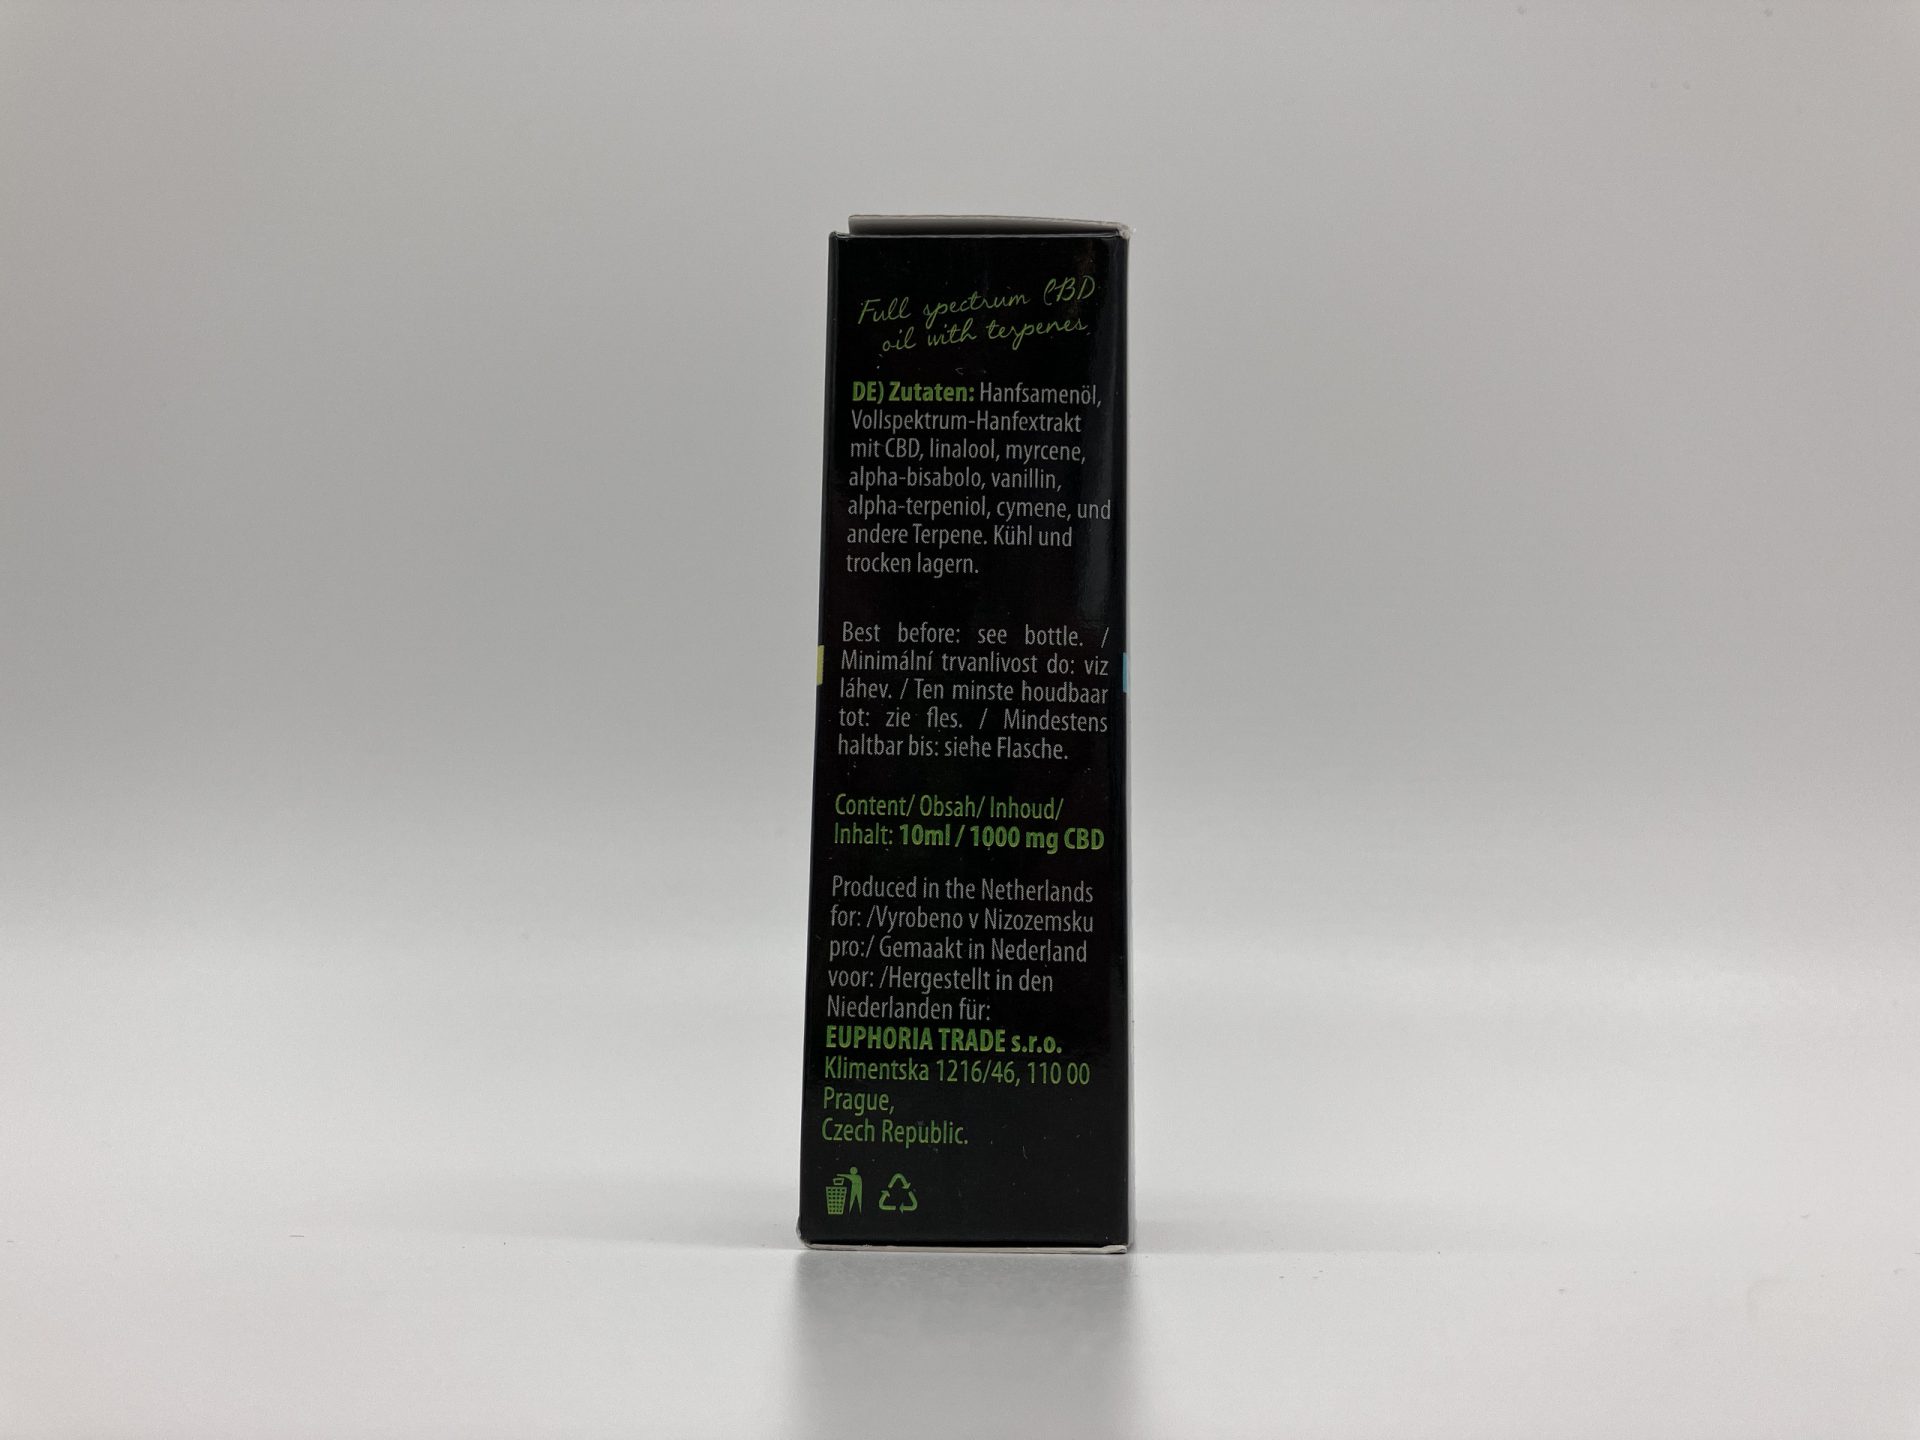 Full spectrum CBD
oil with terpenes
DE) Zutaten: Hanfsamenöl,
Vollspektrum-Hanfextrakt
mit CBD, linalool, myrcene,
alpha-bisabolo, vanillin,
alpha-terpeniol, cymene, und
andere Terpene. Kühl und
trocken lagern.
Best before: see bottle. /
Minimální trvanlivost do: viz
láhev. / Ten minste houdbaar
tot: zie fles. / Mindestens
haltbar bis: siehe Flasche.
Content/ Obsah/ Inhoud/
Inhalt: 10ml / 1000 mg CBD
Produced in the Netherlands
for: /Vyrobeno v Nizozemsku
pro:/ Gemaakt in Nederland
voor: /Hergestellt in den
Niederlanden für:
EUPHORIA TRADE s.r.o.
Klimentska 1216/46, 110 00
Prague,
Czech Republic.